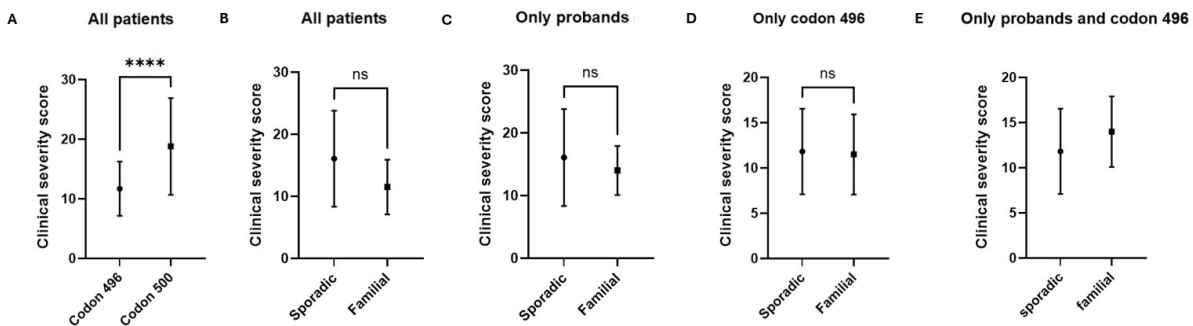 A
All patients
Clinical severity score
30
20
10
0
****
Codon 496
Codon 500
B
All patients
Clinical severity score
30
20
10
0
ns
Sporadic
Familial
C
Only probands
Clinical severity score
30
20
10
0
ns
Sporadic
Familial
D
Only codon 496
Clinical severity score
20
15
10
5
0
ns
Sporadic
Familial
E
Only probands and codon 496
Clinical severity score
20
15
10
5
0
sporadic
familial